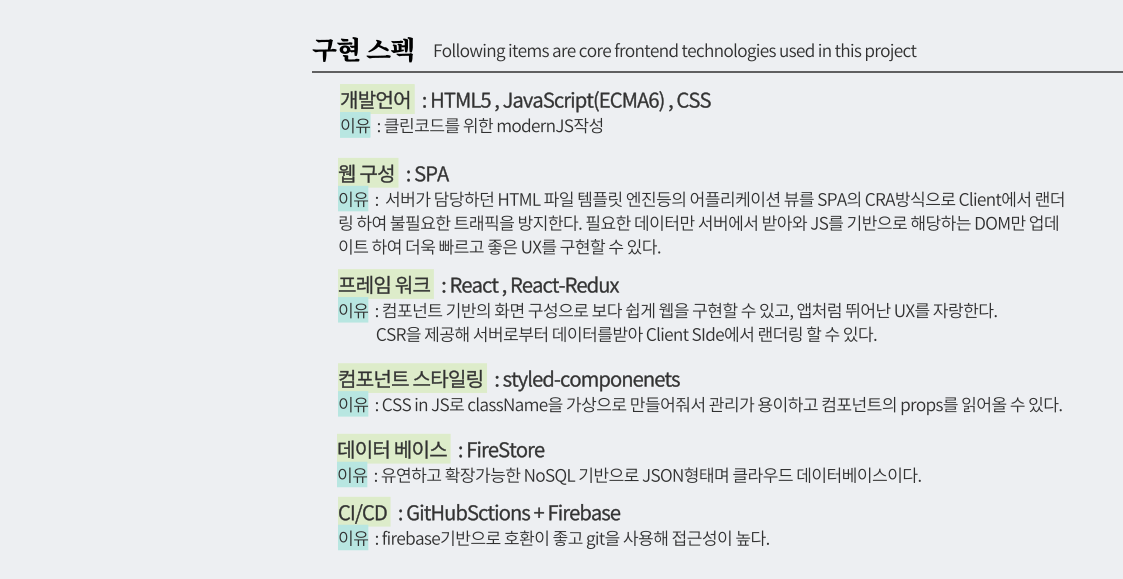 구현 스펙 Following items are core frontend technologies used in this project
개발언어 : HTML5 , JavaScript(ECMA6) , CSS
이유 : 클린코드를 위한 modernJS작성
웹 구성 : SPA
이유 : 서버가 담당하던 HTML 파일 템플릿 엔진등의 어플리케이션 뷰를 SPA의 CRA방식으로 Client에서 랜더
링 하여 불필요한 트래픽을 방지한다. 필요한 데이터만 서버에서 받아와 JS를 기반으로 해당하는 DOM만 업데
이트 하여 더욱 빠르고 좋은 UX를 구현할 수 있다.
프레임 워크 : React , React-Redux
이유 : 컴포넌트 기반의 화면 구성으로 보다 쉽게 웹을 구현할 수 있고, 앱처럼 뛰어난 UX를 자랑한다.
CSR을 제공해 서버로부터 데이터를받아 Client SIde에서 랜더링 할 수 있다.
컴포넌트 스타일링 : styled-componenets
이유 : CSS in JS로 className을 가상으로 만들어줘서 관리가 용이하고 컴포넌트의 props를 읽어올 수 있다.
데이터 베이스 : FireStore
이유 : 유연하고 확장가능한 NoSQL 기반으로 JSON형태며 클라우드 데이터베이스이다.
CI/CD : GitHubSctions + Firebase
이유 : firebase기반으로 호환이 좋고 git을 사용해 접근성이 높다.